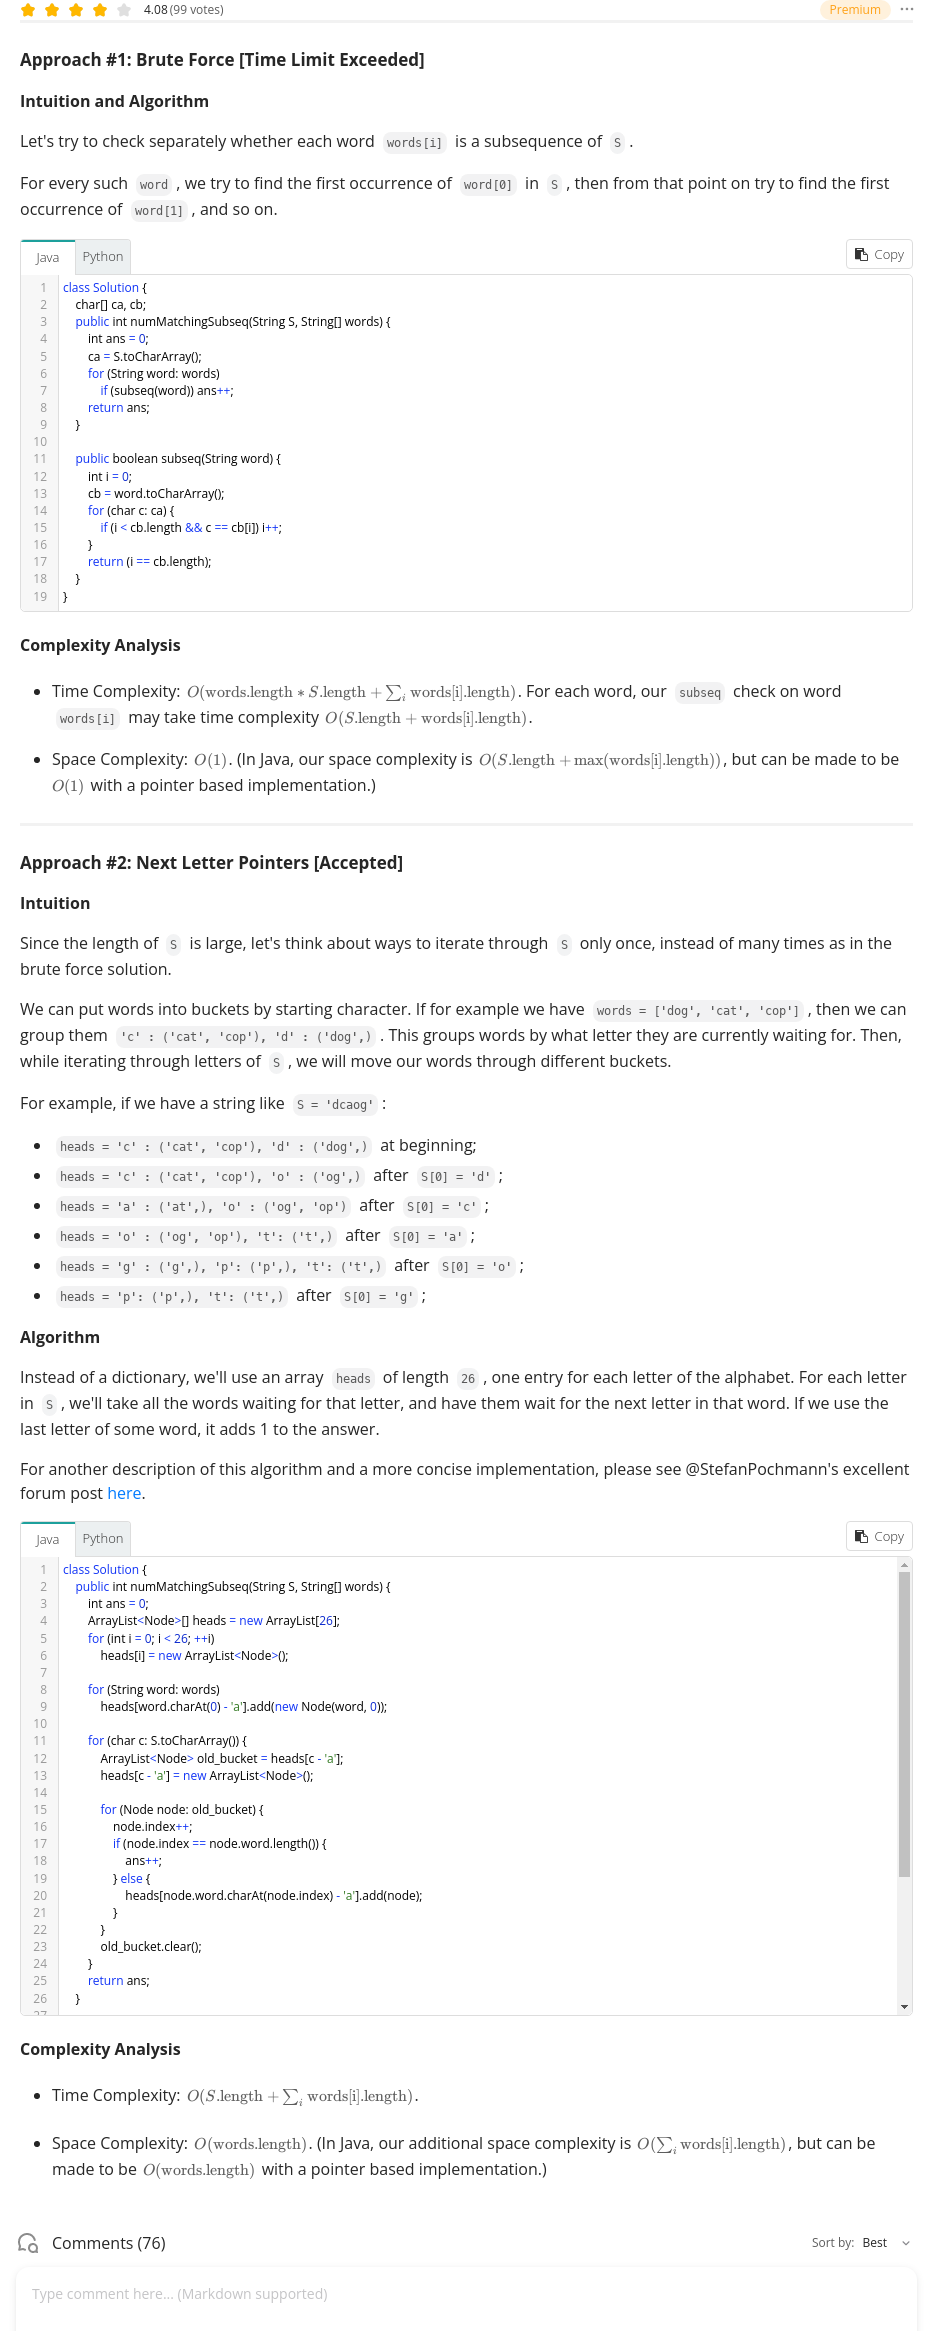 4.08 (99 votes)
Premium
Approach #1: Brute Force [Time Limit Exceeded]
Intuition and Algorithm
Let's try to check separately whether each word words[i] is a subsequence of S .
For every such word , we try to find the first occurrence of word[0] in S , then from that point on try to find the first
occurrence of word[1] , and so on.
Java Python Copy
1 class Solution {
2 char[] ca, cb;
3 public int numMatchingSubseq(String S, String[] words) {
4 int ans = 0;
5 ca = S.toCharArray();
6 for (String word: words)
7 if (subseq(word)) ans++;
8 return ans;
9 }
10
11 public boolean subseq(String word) {
12 int i = 0;
13 cb = word.toCharArray();
14 for (char c: ca) {
15 if (i < cb.length && c == cb[i]) i++;
16 }
17 return (i == cb.length);
18 }
19 }
Complexity Analysis
• Time Complexity: O(words.length ∗ S.length + ∑i words[i].length). For each word, our subseq check on word
words[i] may take time complexity O(S.length + words[i].length).
• Space Complexity: O(1). (In Java, our space complexity is O(S.length + max(words[i].length)), but can be made to be
O(1) with a pointer based implementation.)
Approach #2: Next Letter Pointers [Accepted]
Intuition
Since the length of S is large, let's think about ways to iterate through S only once, instead of many times as in the
brute force solution.
We can put words into buckets by starting character. If for example we have words = ['dog', 'cat', 'cop'] , then we can
group them 'c' : ('cat', 'cop'), 'd' : ('dog',) . This groups words by what letter they are currently waiting for. Then,
while iterating through letters of S , we will move our words through different buckets.
For example, if we have a string like S = 'dcaog' :
• heads = 'c' : ('cat', 'cop'), 'd' : ('dog',) at beginning;
• heads = 'c' : ('cat', 'cop'), 'o' : ('og',) after S[0] = 'd' ;
• heads = 'a' : ('at',), 'o' : ('og', 'op') after S[0] = 'c' ;
• heads = 'o' : ('og', 'op'), 't': ('t',) after S[0] = 'a' ;
• heads = 'g' : ('g',), 'p': ('p',), 't': ('t',) after S[0] = 'o' ;
• heads = 'p': ('p',), 't': ('t',) after S[0] = 'g' ;
Algorithm
Instead of a dictionary, we'll use an array heads of length 26 , one entry for each letter of the alphabet. For each letter
in S , we'll take all the words waiting for that letter, and have them wait for the next letter in that word. If we use the
last letter of some word, it adds 1 to the answer.
For another description of this algorithm and a more concise implementation, please see @StefanPochmann's excellent
forum post here.
Java Python Copy
1 class Solution {
2 public int numMatchingSubseq(String S, String[] words) {
3 int ans = 0;
4 ArrayList<Node>[] heads = new ArrayList[26];
5 for (int i = 0; i < 26; ++i)
6 heads[i] = new ArrayList<Node>();
7
8 for (String word: words)
9 heads[word.charAt(0) - 'a'].add(new Node(word, 0));
10
11 for (char c: S.toCharArray()) {
12 ArrayList<Node> old_bucket = heads[c - 'a'];
13 heads[c - 'a'] = new ArrayList<Node>();
14
15 for (Node node: old_bucket) {
16 node.index++;
17 if (node.index == node.word.length()) {
18 ans++;
19 } else {
20 heads[node.word.charAt(node.index) - 'a'].add(node);
21 }
22 }
23 old_bucket.clear();
24 }
25 return ans;
26 }
27
Complexity Analysis
• Time Complexity: O(S.length + ∑i words[i].length).
• Space Complexity: O(words.length). (In Java, our additional space complexity is O(∑i words[i].length), but can be
made to be O(words.length) with a pointer based implementation.)
Comments (76)
Sort by: Best
Type comment here... (Markdown supported)